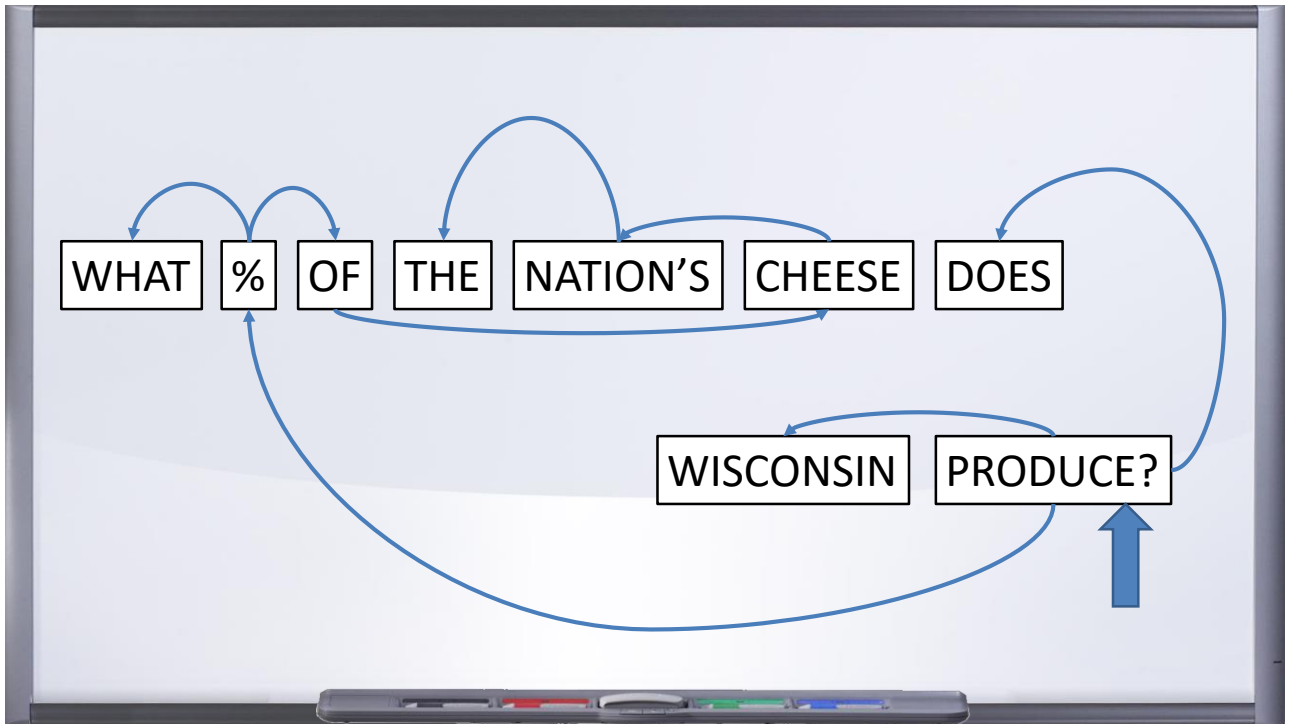 WHAT % OF THE NATION'S CHEESE DOES
WISCONSIN PRODUCE?